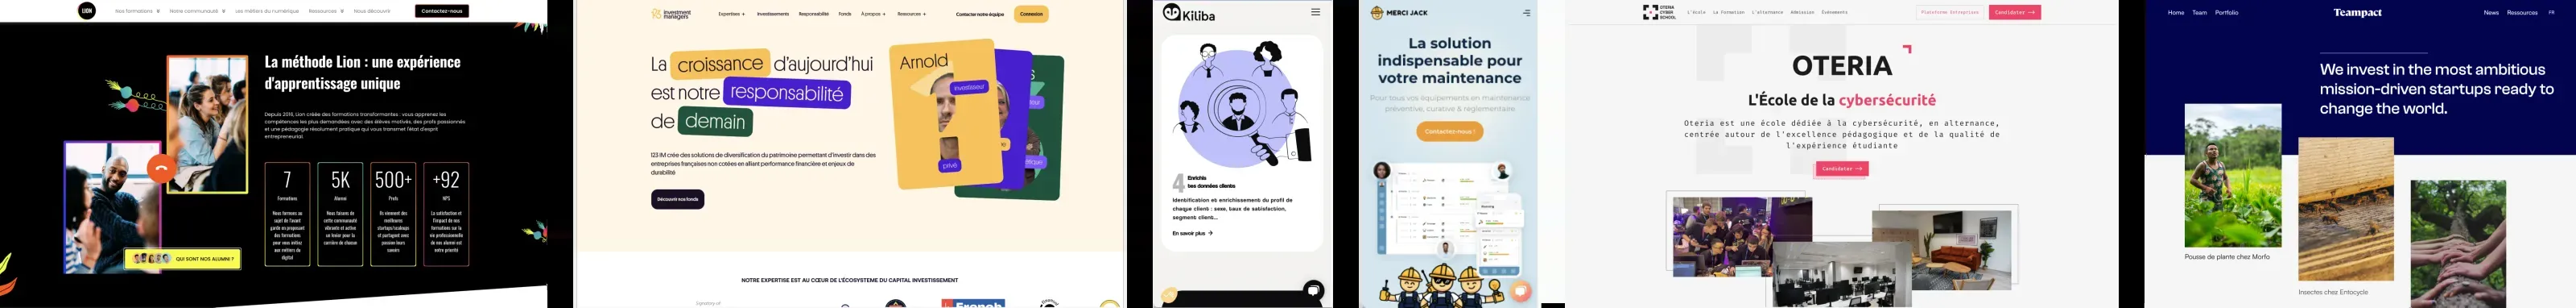 LION
Nos formations
Notre communauté
Les métiers du numérique
Ressources
Nous découvrir
Contactez-nous
La méthode Lion : une expérience
d'apprentissage unique
Depuis 2016, Lion créée des formations transformantes : vous apprenez les
compétences les plus demandées avec des élèves motivés, des profs passionnés
et une pédagogie résolument pratique qui vous transmet l'état d'esprit
entrepreneurial.
7
Formations
Nous formons au
sujet de l'avant
garde en proposant
des formations
pour vous initier
aux métiers du
digital
5K
Alumni
Nous faisons de
cette communauté
vibrante et active
un levier pour la
carrière de chacun
500+
Profs
Ils viennent des
meilleures
startups/scaleups
et partagent avec
passion leurs
savoirs
+92
NPS
La satisfaction et
l'impact de nos
formations sur la
vie professionnelle
de nos alumni est
notre priorité
QUI SONT NOS ALUMNI ?
investment
managers
Expertises +
Investissements
Responsabilité
Fonds
À propos +
Ressources +
Contacter notre équipe
Connexion
La croissance d'aujourd'hui
est notre responsabilité
de demain
123 IM crée des solutions de diversification du patrimoine permettant d'investir dans des
entreprises françaises non cotées en alliant performance financière et enjeux de
durabilité
Découvrir nos fonds
Arnold
investisseur
privé
NOTRE EXPERTISE EST AU CŒUR DE L'ÉCOSYSTEME DU CAPITAL INVESTISSEMENT
Signatory of
French
Kiliba
4
Enrichis
tes données clients
Identification et enrichissement du profil de
chaque client : sexe, taux de satisfaction,
segment client...
En savoir plus →
MERCI JACK
La solution
indispensable pour
votre maintenance
Pour tous vos équipements en maintenance
préventive, curative & réglementaire
Contactez-nous !
OTERIA
CYBER
SCHOOL
L'école
La Formation
L'alternance
Admission
Événements
Plateforme Entreprises
Candidater →
OTERIA
L'École de la cybersécurité
Oteria est une école dédiée à la cybersécurité, en alternance,
centrée autour de l'excellence pédagogique et de la qualité de
l'expérience étudiante
Candidater →
Home
Team
Portfolio
Teampact
News
Ressources
FR
We invest in the most ambitious
mission-driven startups ready to
change the world.
Pousse de plante chez Morfo
Insectes chez Entocycle